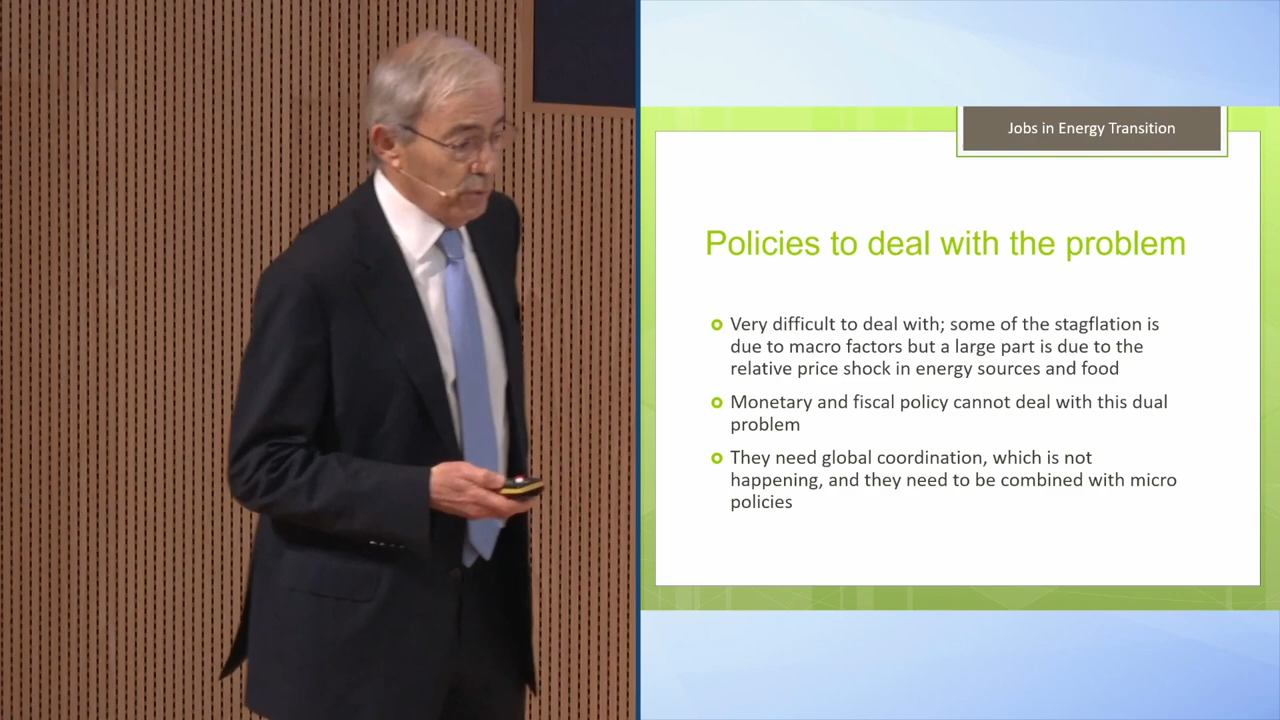 Jobs in Energy Transition
Policies to deal with the problem
Very difficult to deal with; some of the stagflation is
due to macro factors but a large part is due to the
relative price shock in energy sources and food
Monetary and fiscal policy cannot deal with this dual
problem
They need global coordination, which is not
happening, and they need to be combined with micro
policies